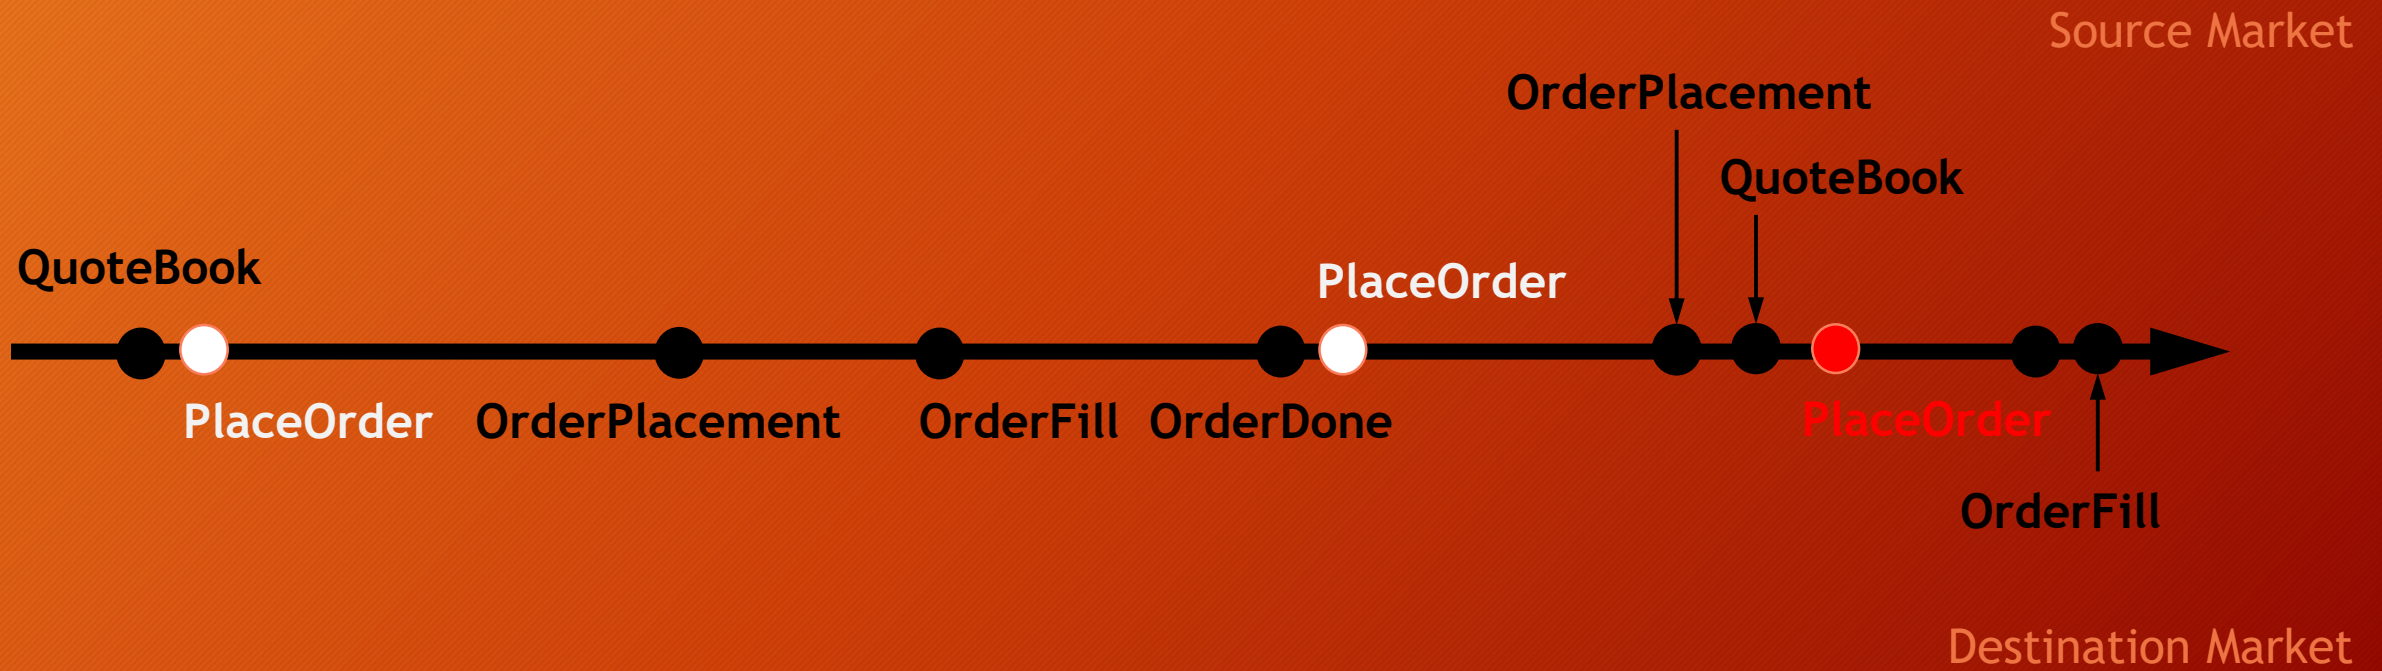 Source Market
OrderPlacement
QuoteBook
QuoteBook
PlaceOrder
PlaceOrder
OrderPlacement
OrderFill
OrderDone
PlaceOrder
OrderFill
Destination Market